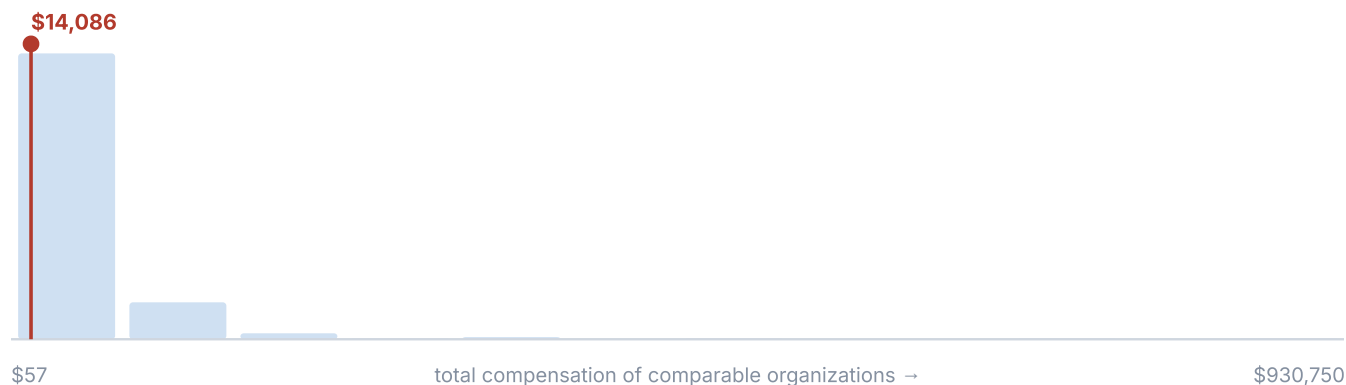 $14,086
$57 total compensation of comparable organizations → $930,750